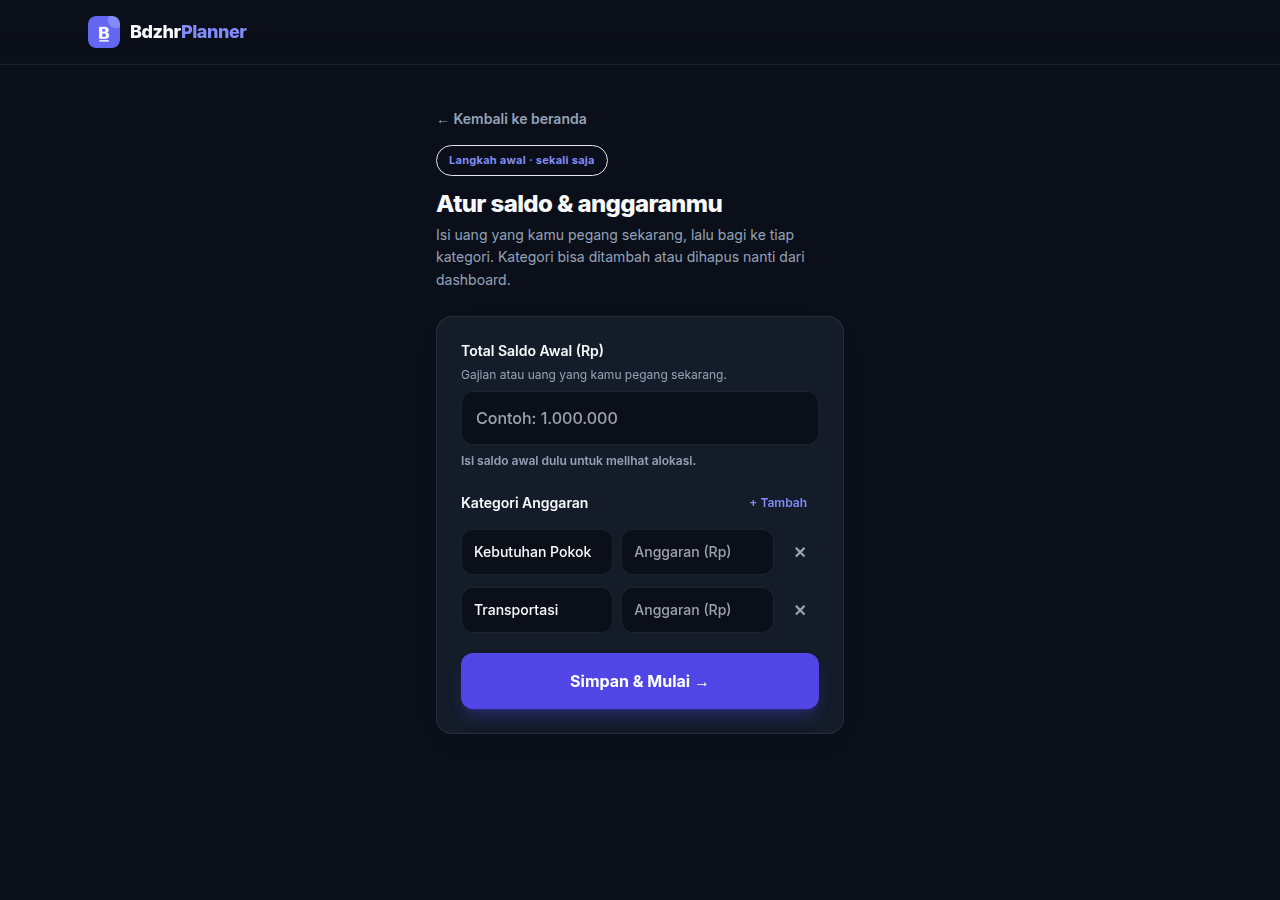 B
BdzhrPlanner
← Kembali ke beranda
Langkah awal · sekali saja
Atur saldo & anggaranmu
Isi uang yang kamu pegang sekarang, lalu bagi ke tiap
kategori. Kategori bisa ditambah atau dihapus nanti dari
dashboard.
Total Saldo Awal (Rp)
Gajian atau uang yang kamu pegang sekarang.
Contoh: 1.000.000
Isi saldo awal dulu untuk melihat alokasi.
Kategori Anggaran + Tambah
Kebutuhan Pokok Anggaran (Rp) ✕
Transportasi Anggaran (Rp) ✕
Simpan & Mulai →